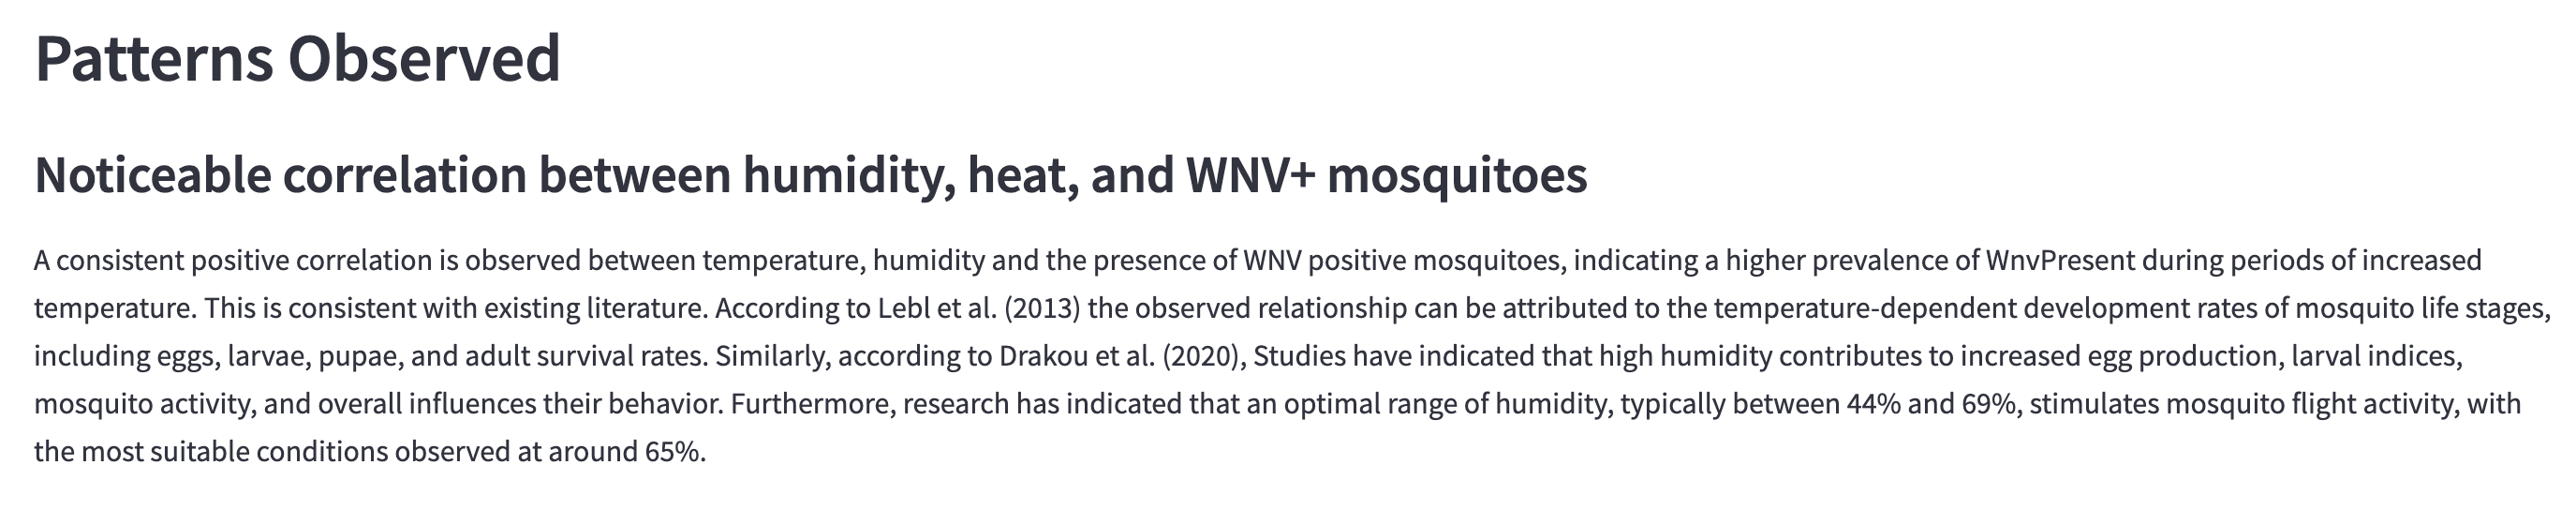 Patterns Observed
Noticeable correlation between humidity, heat, and WNV+ mosquitoes
A consistent positive correlation is observed between temperature, humidity and the presence of WNV positive mosquitoes, indicating a higher prevalence of WnvPresent during periods of increased
temperature. This is consistent with existing literature. According to Lebl et al. (2013) the observed relationship can be attributed to the temperature-dependent development rates of mosquito life stages,
including eggs, larvae, pupae, and adult survival rates. Similarly, according to Drakou et al. (2020), Studies have indicated that high humidity contributes to increased egg production, larval indices,
mosquito activity, and overall influences their behavior. Furthermore, research has indicated that an optimal range of humidity, typically between 44% and 69%, stimulates mosquito flight activity, with
the most suitable conditions observed at around 65%.